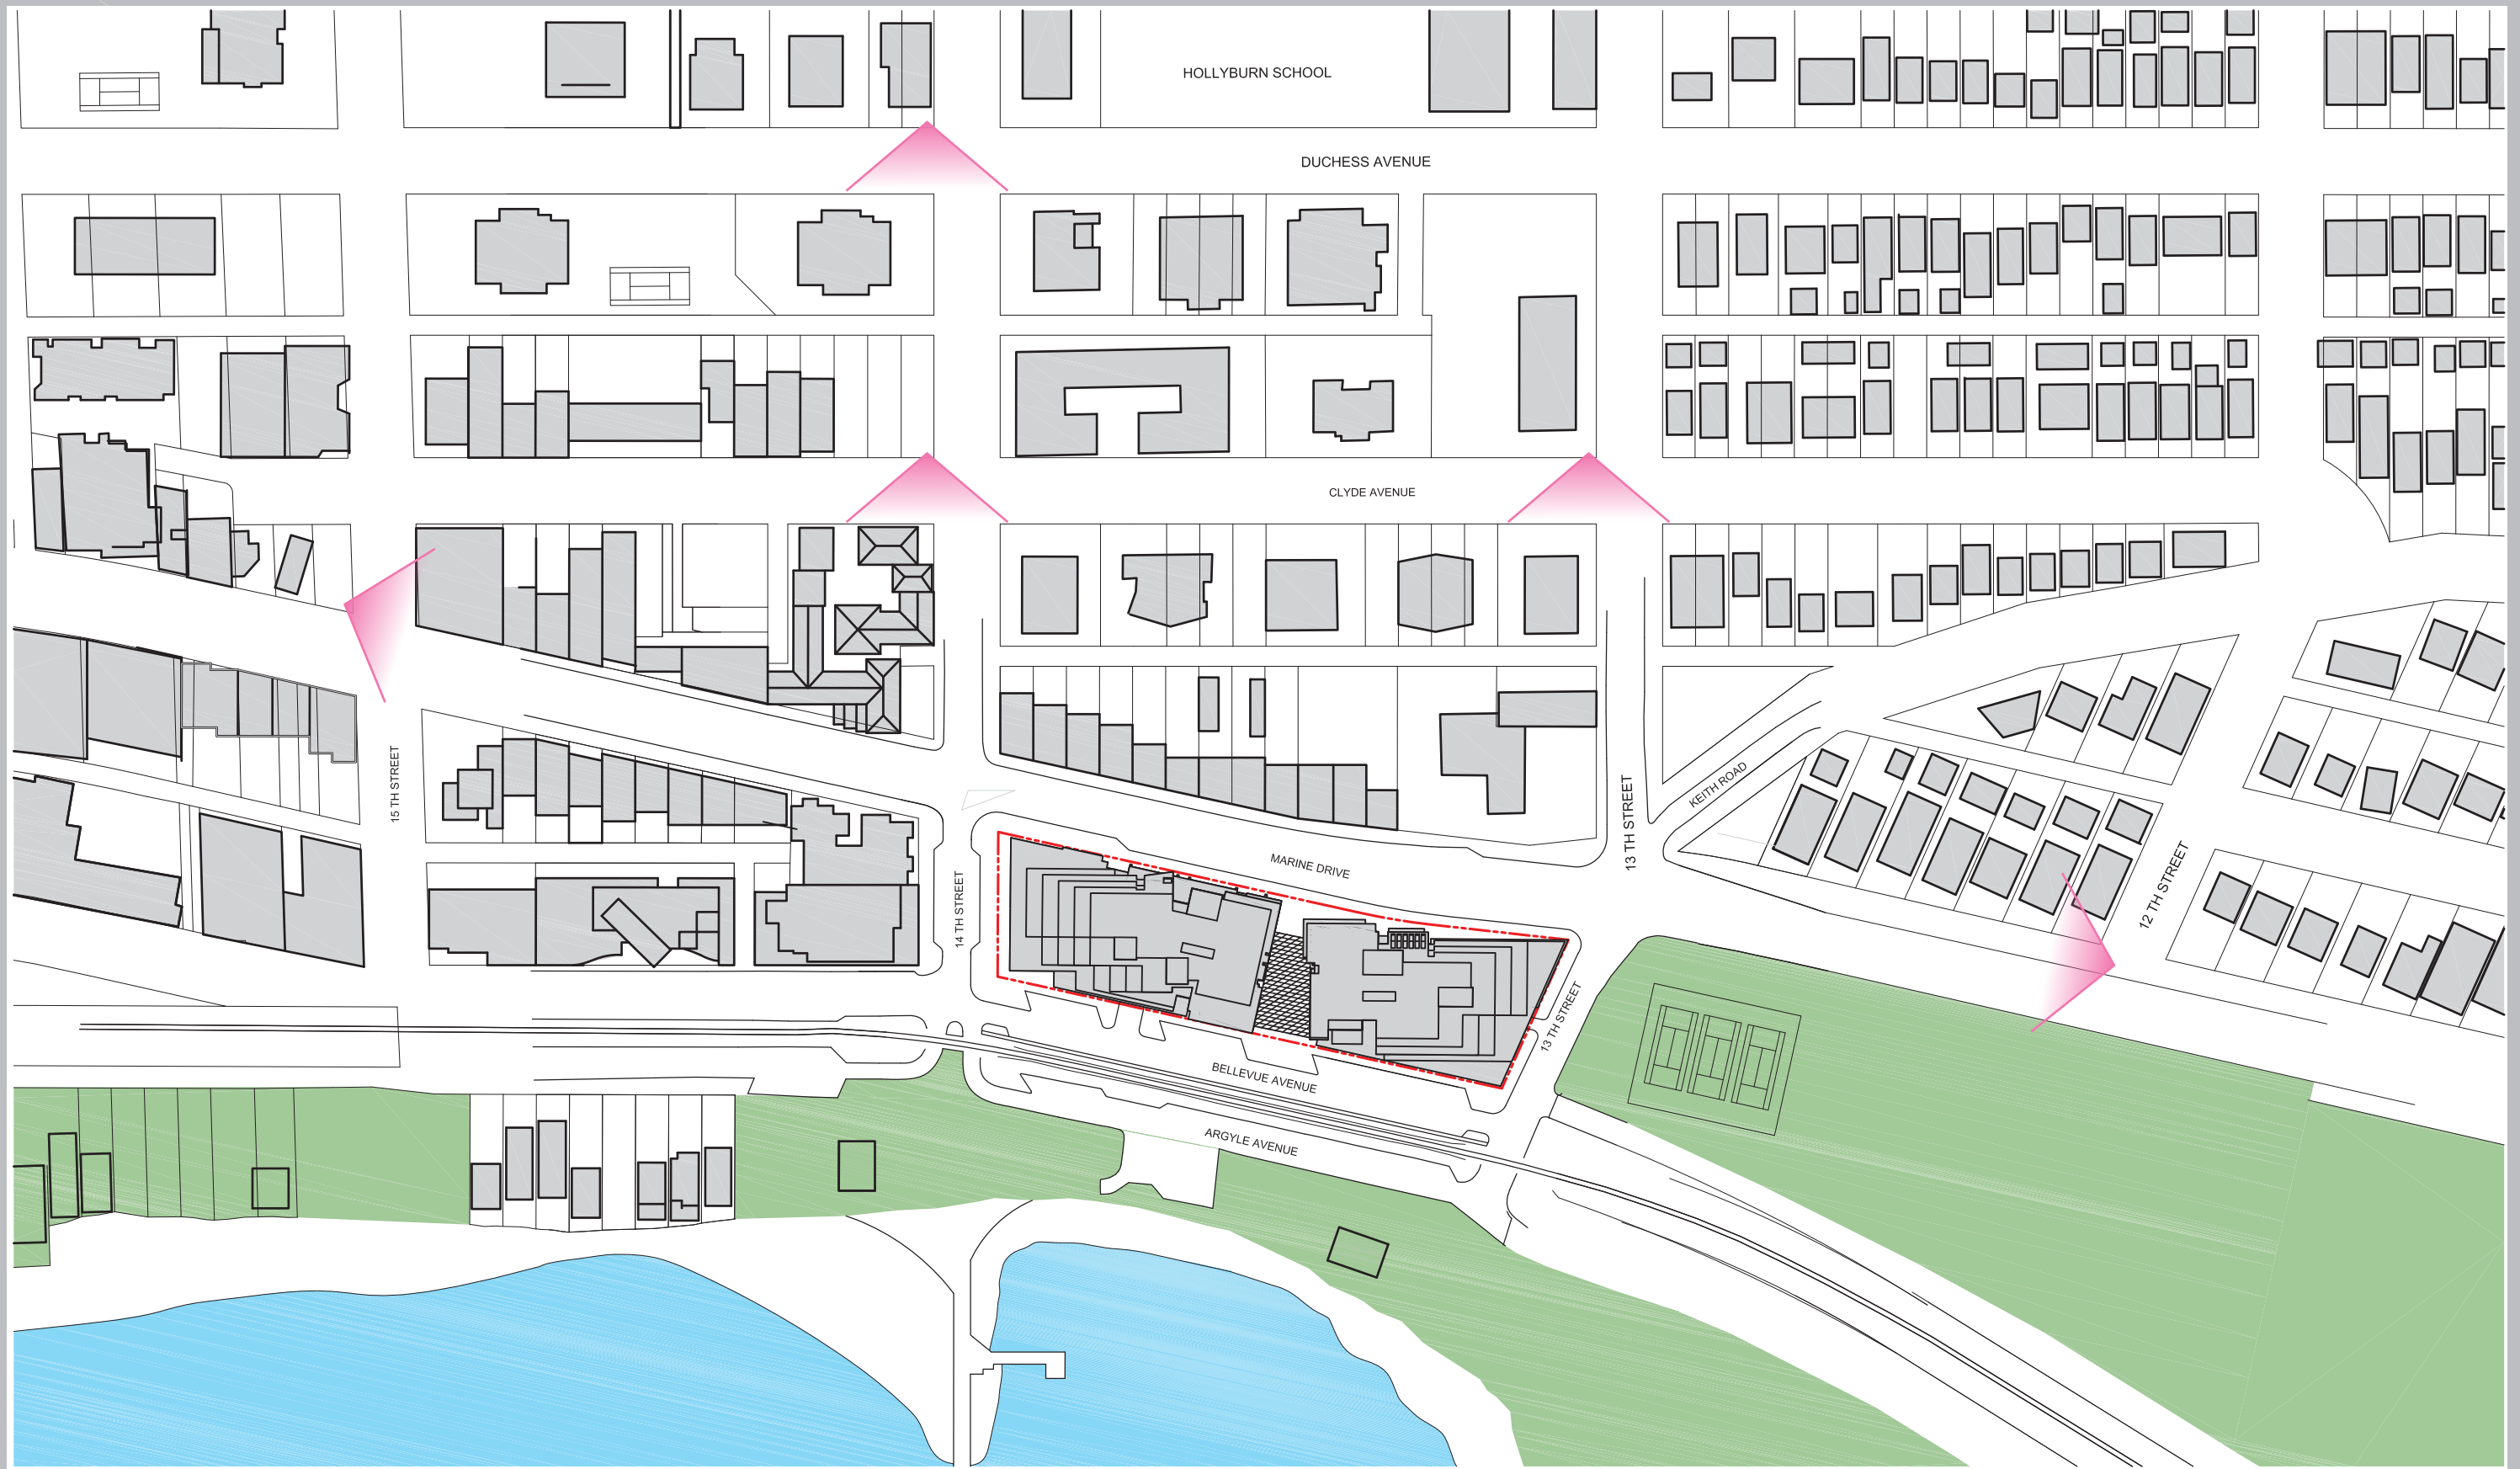 HOLLYBURN SCHOOL
DUCHESS AVENUE
CLYDE AVENUE
15 TH STREET
KEITH ROAD
13 TH STREET
MARINE DRIVE
12 TH STREET
14 TH STREET
13 TH STREET
BELLEVUE AVENUE
ARGYLE AVENUE